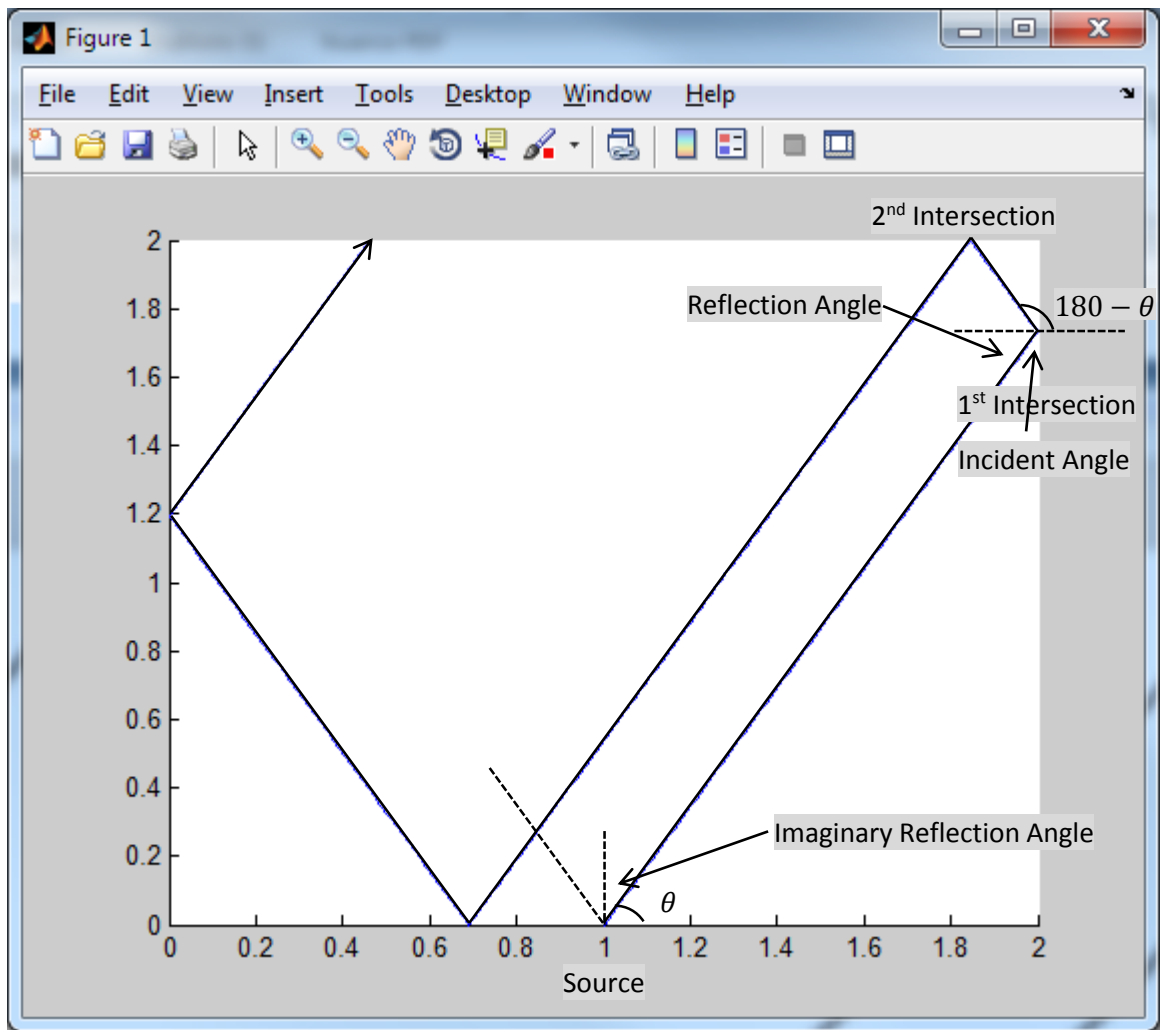 Figure 1
File Edit View Insert Tools Desktop Window Help
2nd Intersection
2
1.8
1.6
1.4
1.2
1
0.8
0.6
0.4
0.2
0
Reflection Angle
180 − θ
1st Intersection
Incident Angle
Imaginary Reflection Angle
θ
0 0.2 0.4 0.6 0.8 1 1.2 1.4 1.6 1.8 2
Source